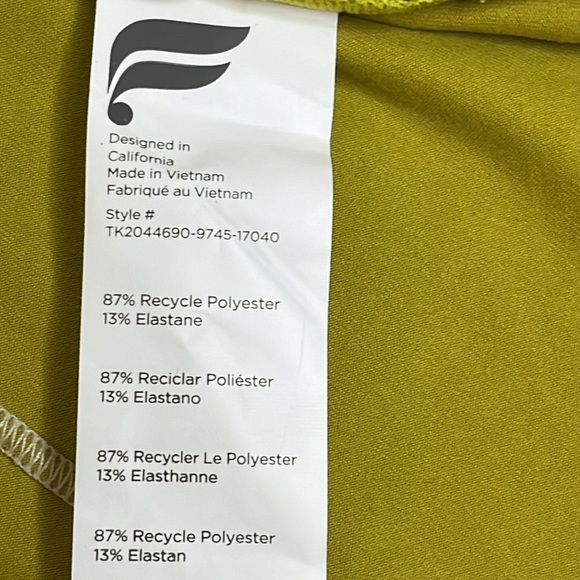 Designed in
California
Made in Vietnam
Fabriqué au Vietnam
Style #
TK2044690-9745-17040
87% Recycle Polyester
13% Elastane
87% Reciclar Poliéster
13% Elastano
87% Recycler Le Polyester
13% Elasthanne
87% Recycle Polyester
13% Elastan